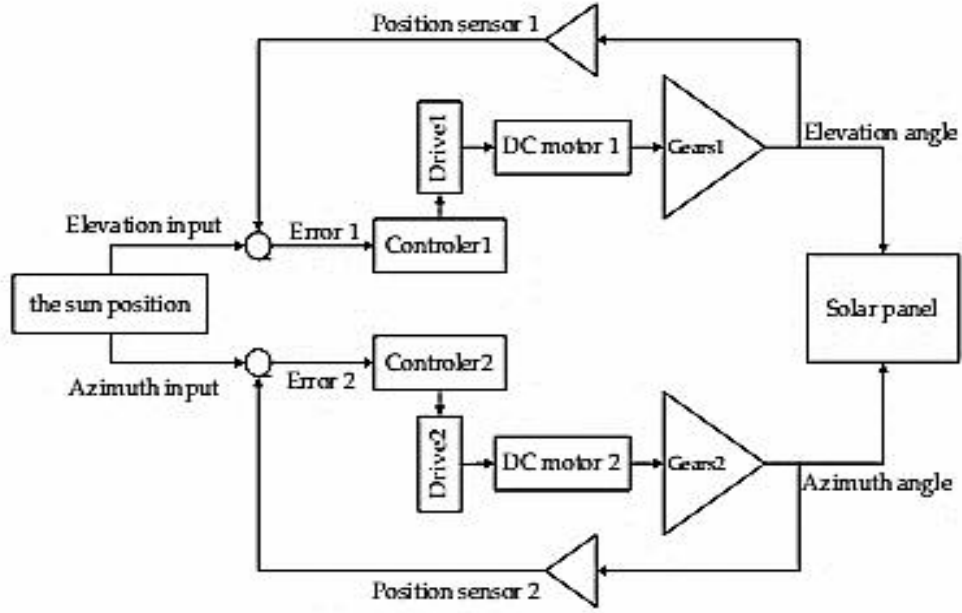 Position sensor 1
Drive1
DC motor 1
Gears1
Elevation angle
Elevation input
Error 1
Controler1
the sun position
Solar panel
Azimuth input
Error 2
Controler2
Drive2
DC motor 2
Gears2
Azimuth angle
Position sensor 2